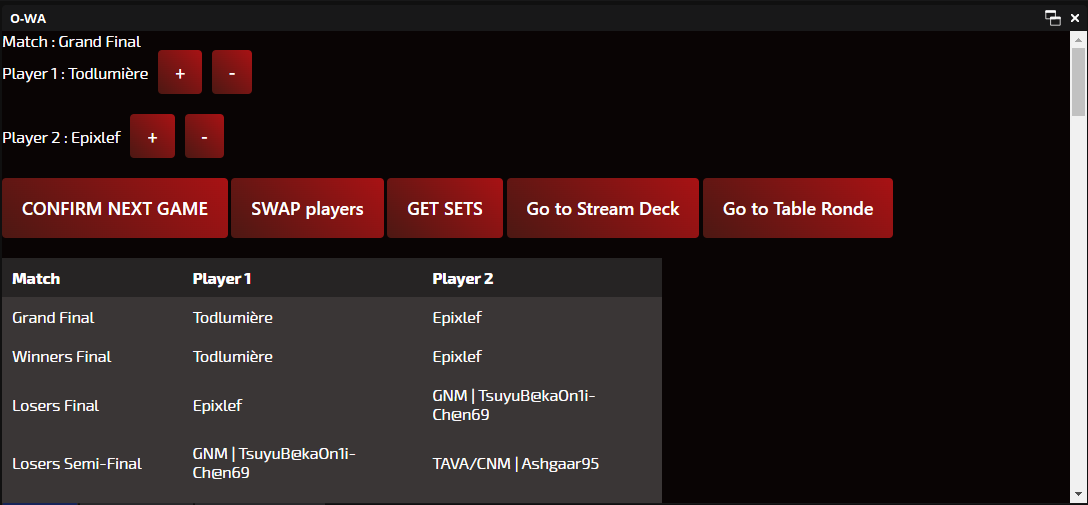 O-WA
Match : Grand Final
Player 1 : Todlumière + -
Player 2 : Epixlef + -
CONFIRM NEXT GAME SWAP players GET SETS Go to Stream Deck Go to Table Ronde
Match Player 1 Player 2
Grand Final Todlumière Epixlef
Winners Final Todlumière Epixlef
Losers Final Epixlef GNM | TsuyuB@kaOn1i-
Ch@n69
Losers Semi-Final GNM | TsuyuB@kaOn1i-
Ch@n69 TAVA/CNM | Ashgaar95